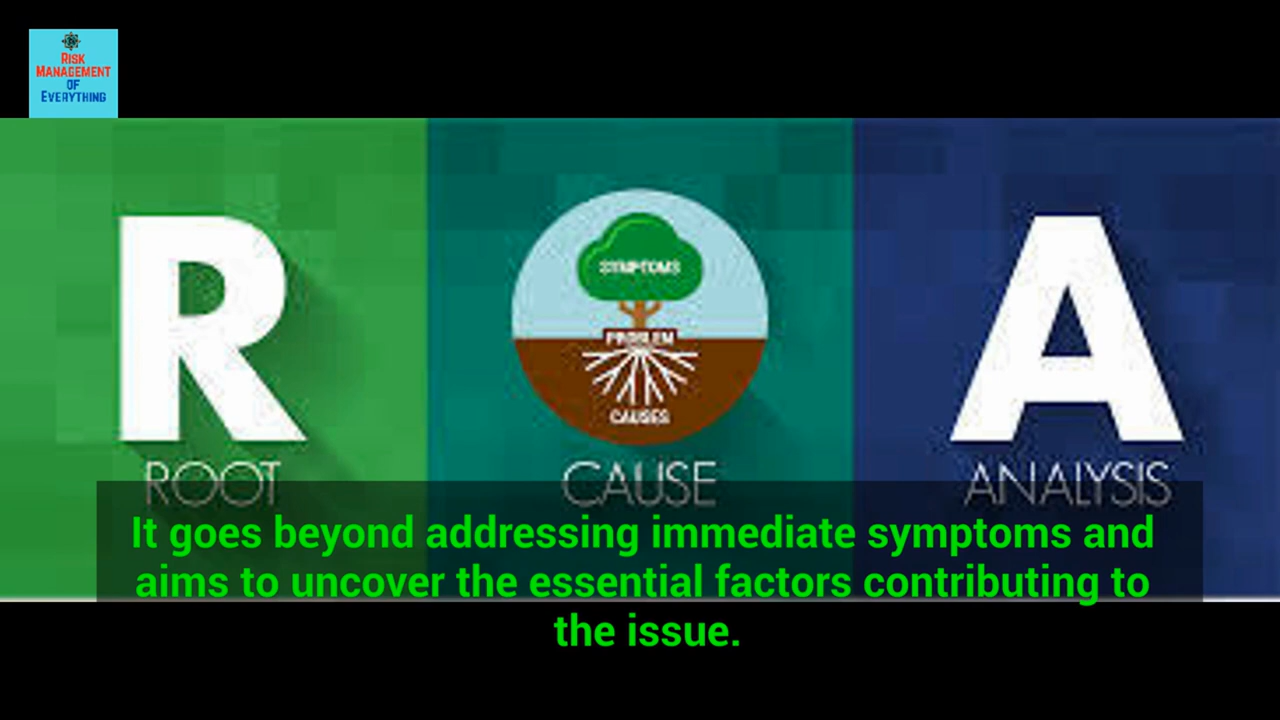 RISK
MANAGEMENT
OF
EVERYTHING
R
A
SYMPTOMS
PROBLEM
CAUSES
ROOT
CAUSE
ANALYSIS
It goes beyond addressing immediate symptoms and
aims to uncover the essential factors contributing to
the issue.